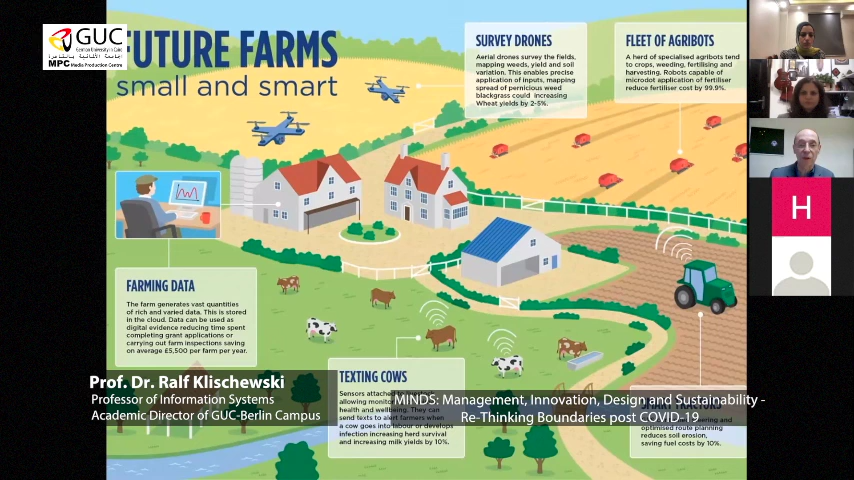 GUC
German University in Cairo
الجامعة الألمانية بالقاهرة
MPC Media Production Centre
FUTURE FARMS
small and smart
SURVEY DRONES
Aerial drones survey the fields,
mapping weeds, yield and soil
variation. This enables precise
application of inputs, mapping
spread of pernicious weed
blackgrass could increasing
Wheat yields by 2-5%.
FLEET OF AGRIBOTS
A herd of specialised agribots tend
to crops, weeding, fertilising and
harvesting. Robots capable of
microdot application of fertiliser
reduce fertiliser cost by 99.9%.
H
FARMING DATA
The farm generates vast quantities
of rich and varied data. This is stored
in the cloud. Data can be used as
digital evidence reducing time spent
completing grant applications or
carrying out farm inspections saving
on average £5,500 per farm per year.
TEXTING COWS
Sensors attached
allowing
health and wellbeing. They can
send texts to alert farmers when
a cow goes into labour or develops
infection increasing herd survival
and increasing milk yields by 10%.
SMART TRACTORS
optimised route planning
reduces soil erosion,
saving fuel costs by 10%.
Prof. Dr. Ralf Klischewski
Professor of Information Systems
Academic Director of GUC-Berlin Campus
MINDS: Management, Innovation, Design and Sustainability -
Re-Thinking Boundaries post COVID-19